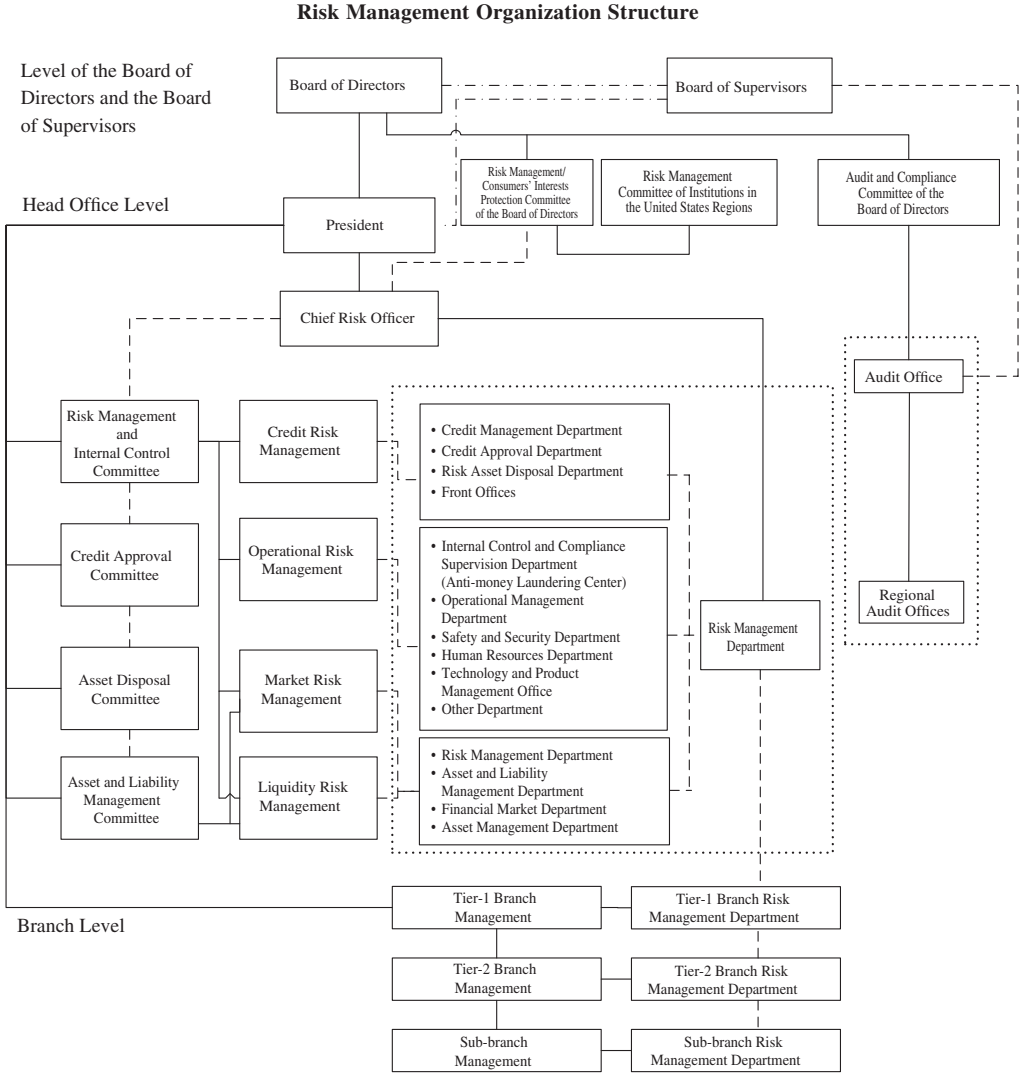 Risk Management Organization Structure
Level of the Board of
Directors and the Board
of Supervisors
Board of Directors
Board of Supervisors
Risk Management/
Consumers' Interests
Protection Committee
of the Board of Directors
Risk Management
Committee of Institutions in
the United States Regions
Audit and Compliance
Committee of the
Board of Directors
Head Office Level
President
Chief Risk Officer
Audit Office
Regional
Audit Offices
Risk Management
and
Internal Control
Committee
Credit Approval
Committee
Asset Disposal
Committee
Asset and Liability
Management
Committee
Credit Risk
Management
Operational Risk
Management
Market Risk
Management
Liquidity Risk
Management
• Credit Management Department
• Credit Approval Department
• Risk Asset Disposal Department
• Front Offices
• Internal Control and Compliance
Supervision Department
(Anti-money Laundering Center)
• Operational Management
Department
• Safety and Security Department
• Human Resources Department
• Technology and Product
Management Office
• Other Department
• Risk Management Department
• Asset and Liability
Management Department
• Financial Market Department
• Asset Management Department
Risk Management
Department
Branch Level
Tier-1 Branch
Management
Tier-1 Branch Risk
Management Department
Tier-2 Branch
Management
Tier-2 Branch Risk
Management Department
Sub-branch
Management
Sub-branch Risk
Management Department